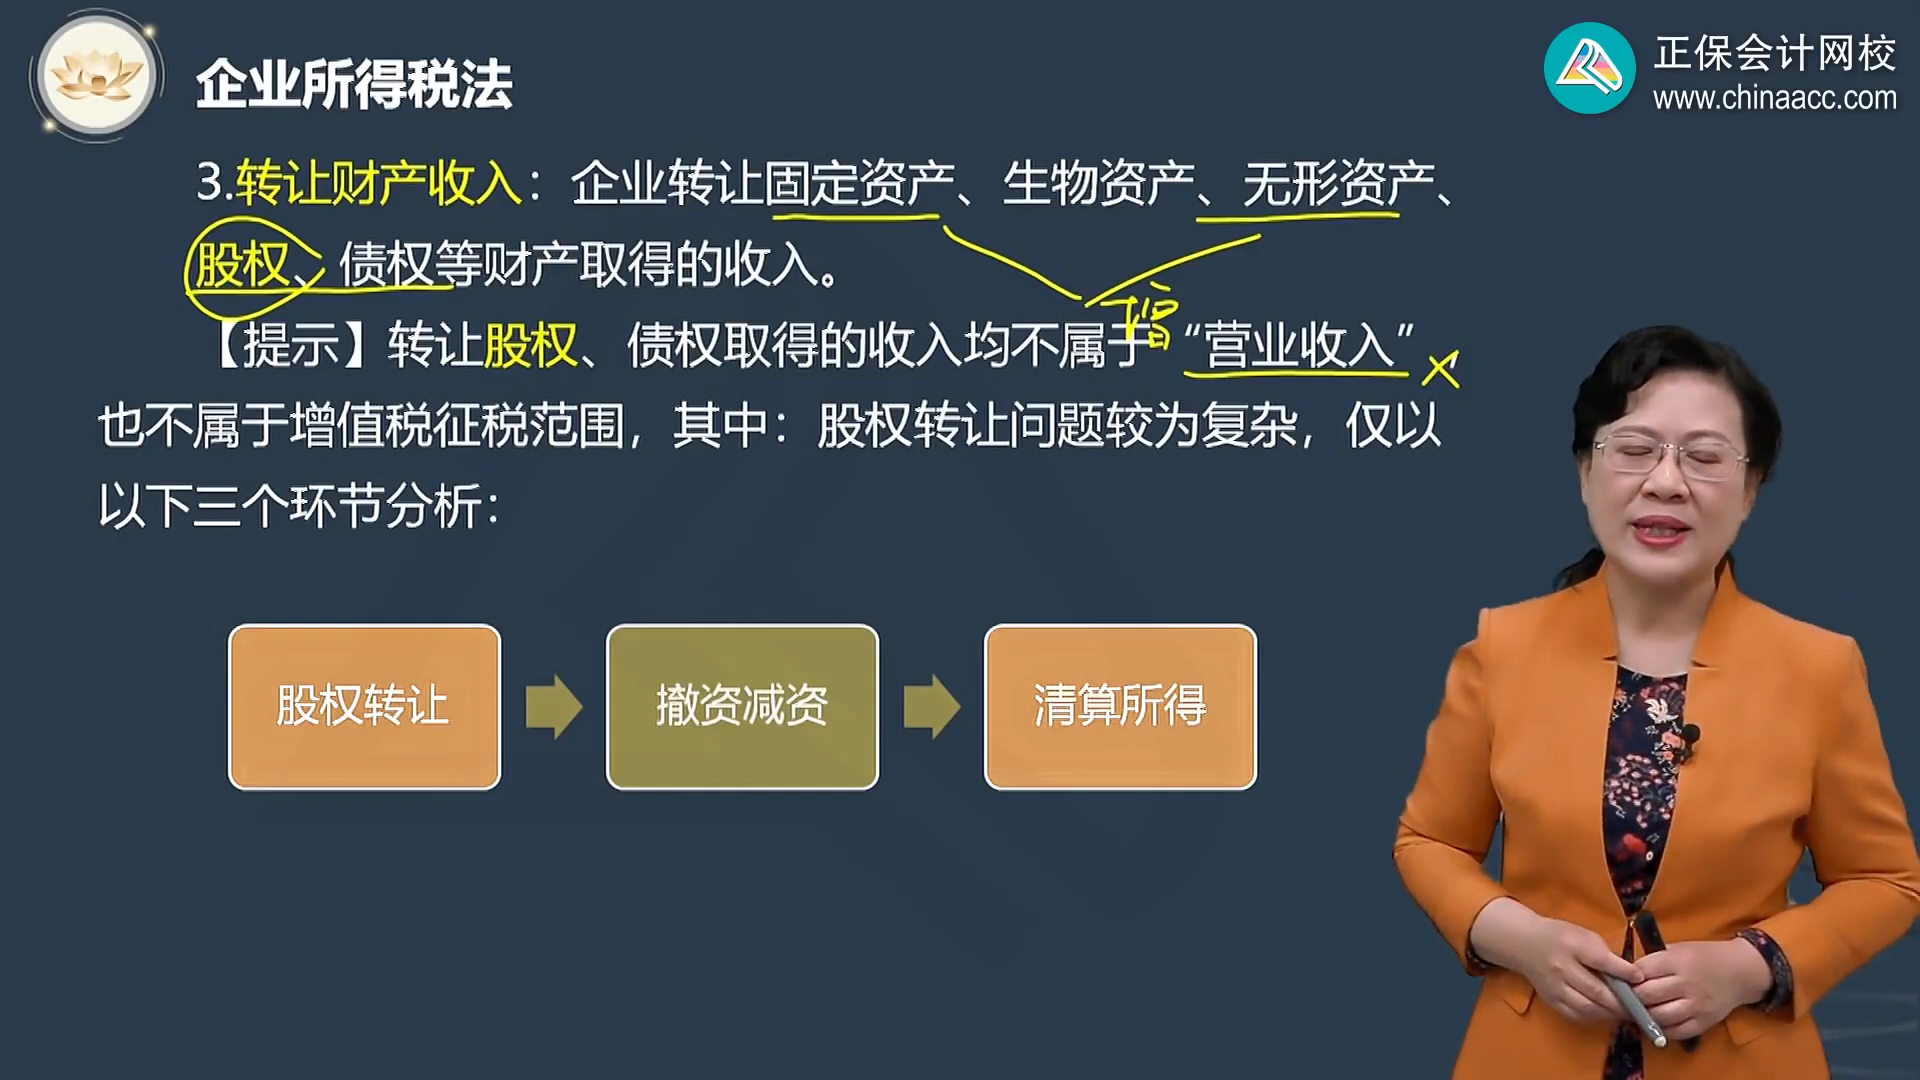 企业所得税法
正保会计网校
www.chinaacc.com
3.转让财产收入：企业转让固定资产、生物资产、无形资产、
股权、债权等财产取得的收入。
【提示】转让股权、债权取得的收入均不属于“营业收入”
增
也不属于增值税征税范围，其中：股权转让问题较为复杂，仅以
以下三个环节分析：
股权转让
撤资减资
清算所得